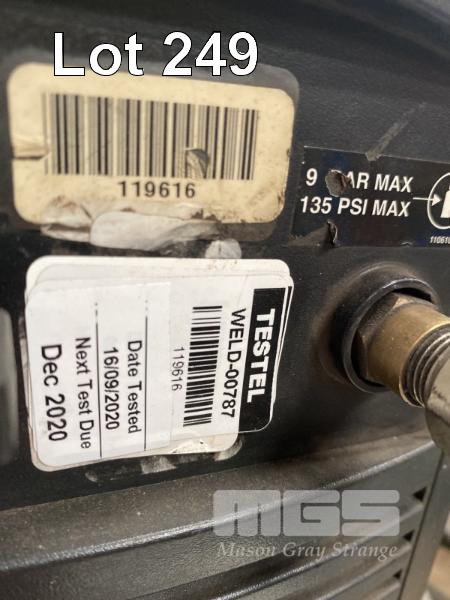 Lot 249
119616
9 AR MAX
135 PSI MAX
TESTEL
WELD-00787
119616
Date Tested
16/09/2020
Next Test Due
Dec 2020
MGS
Mason Gray Strange